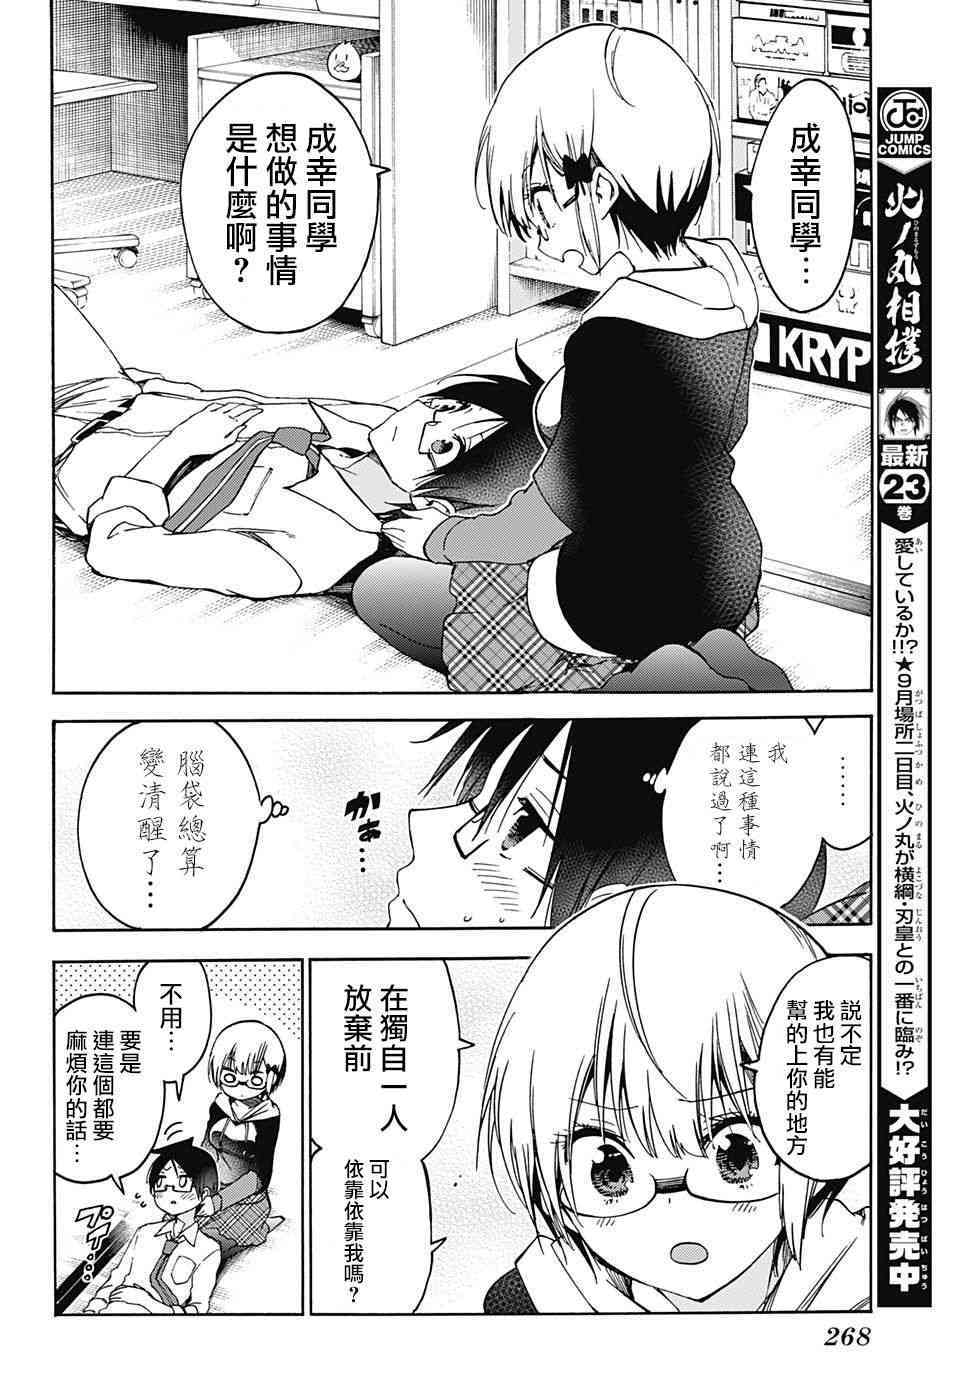 成幸同學…
成幸同學
想做的事情
是什麼啊？
KRYP
……
我
連這種事情
都說過了啊…
かぁ…
腦袋總算
變清醒了…
説不定
我也有能
幫的上你的地方
在獨自一人
放棄前
可以
依靠依靠我嗎？
不用…
要是
連這個都要
麻煩你的話…
プイ…
JUMP
COMICS
火ノ丸相撲
最新
23
巻
愛しているか!!?★9月場所二日目、火ノ丸が横綱・刃皇との一番に臨み!?
大好評発売中
268